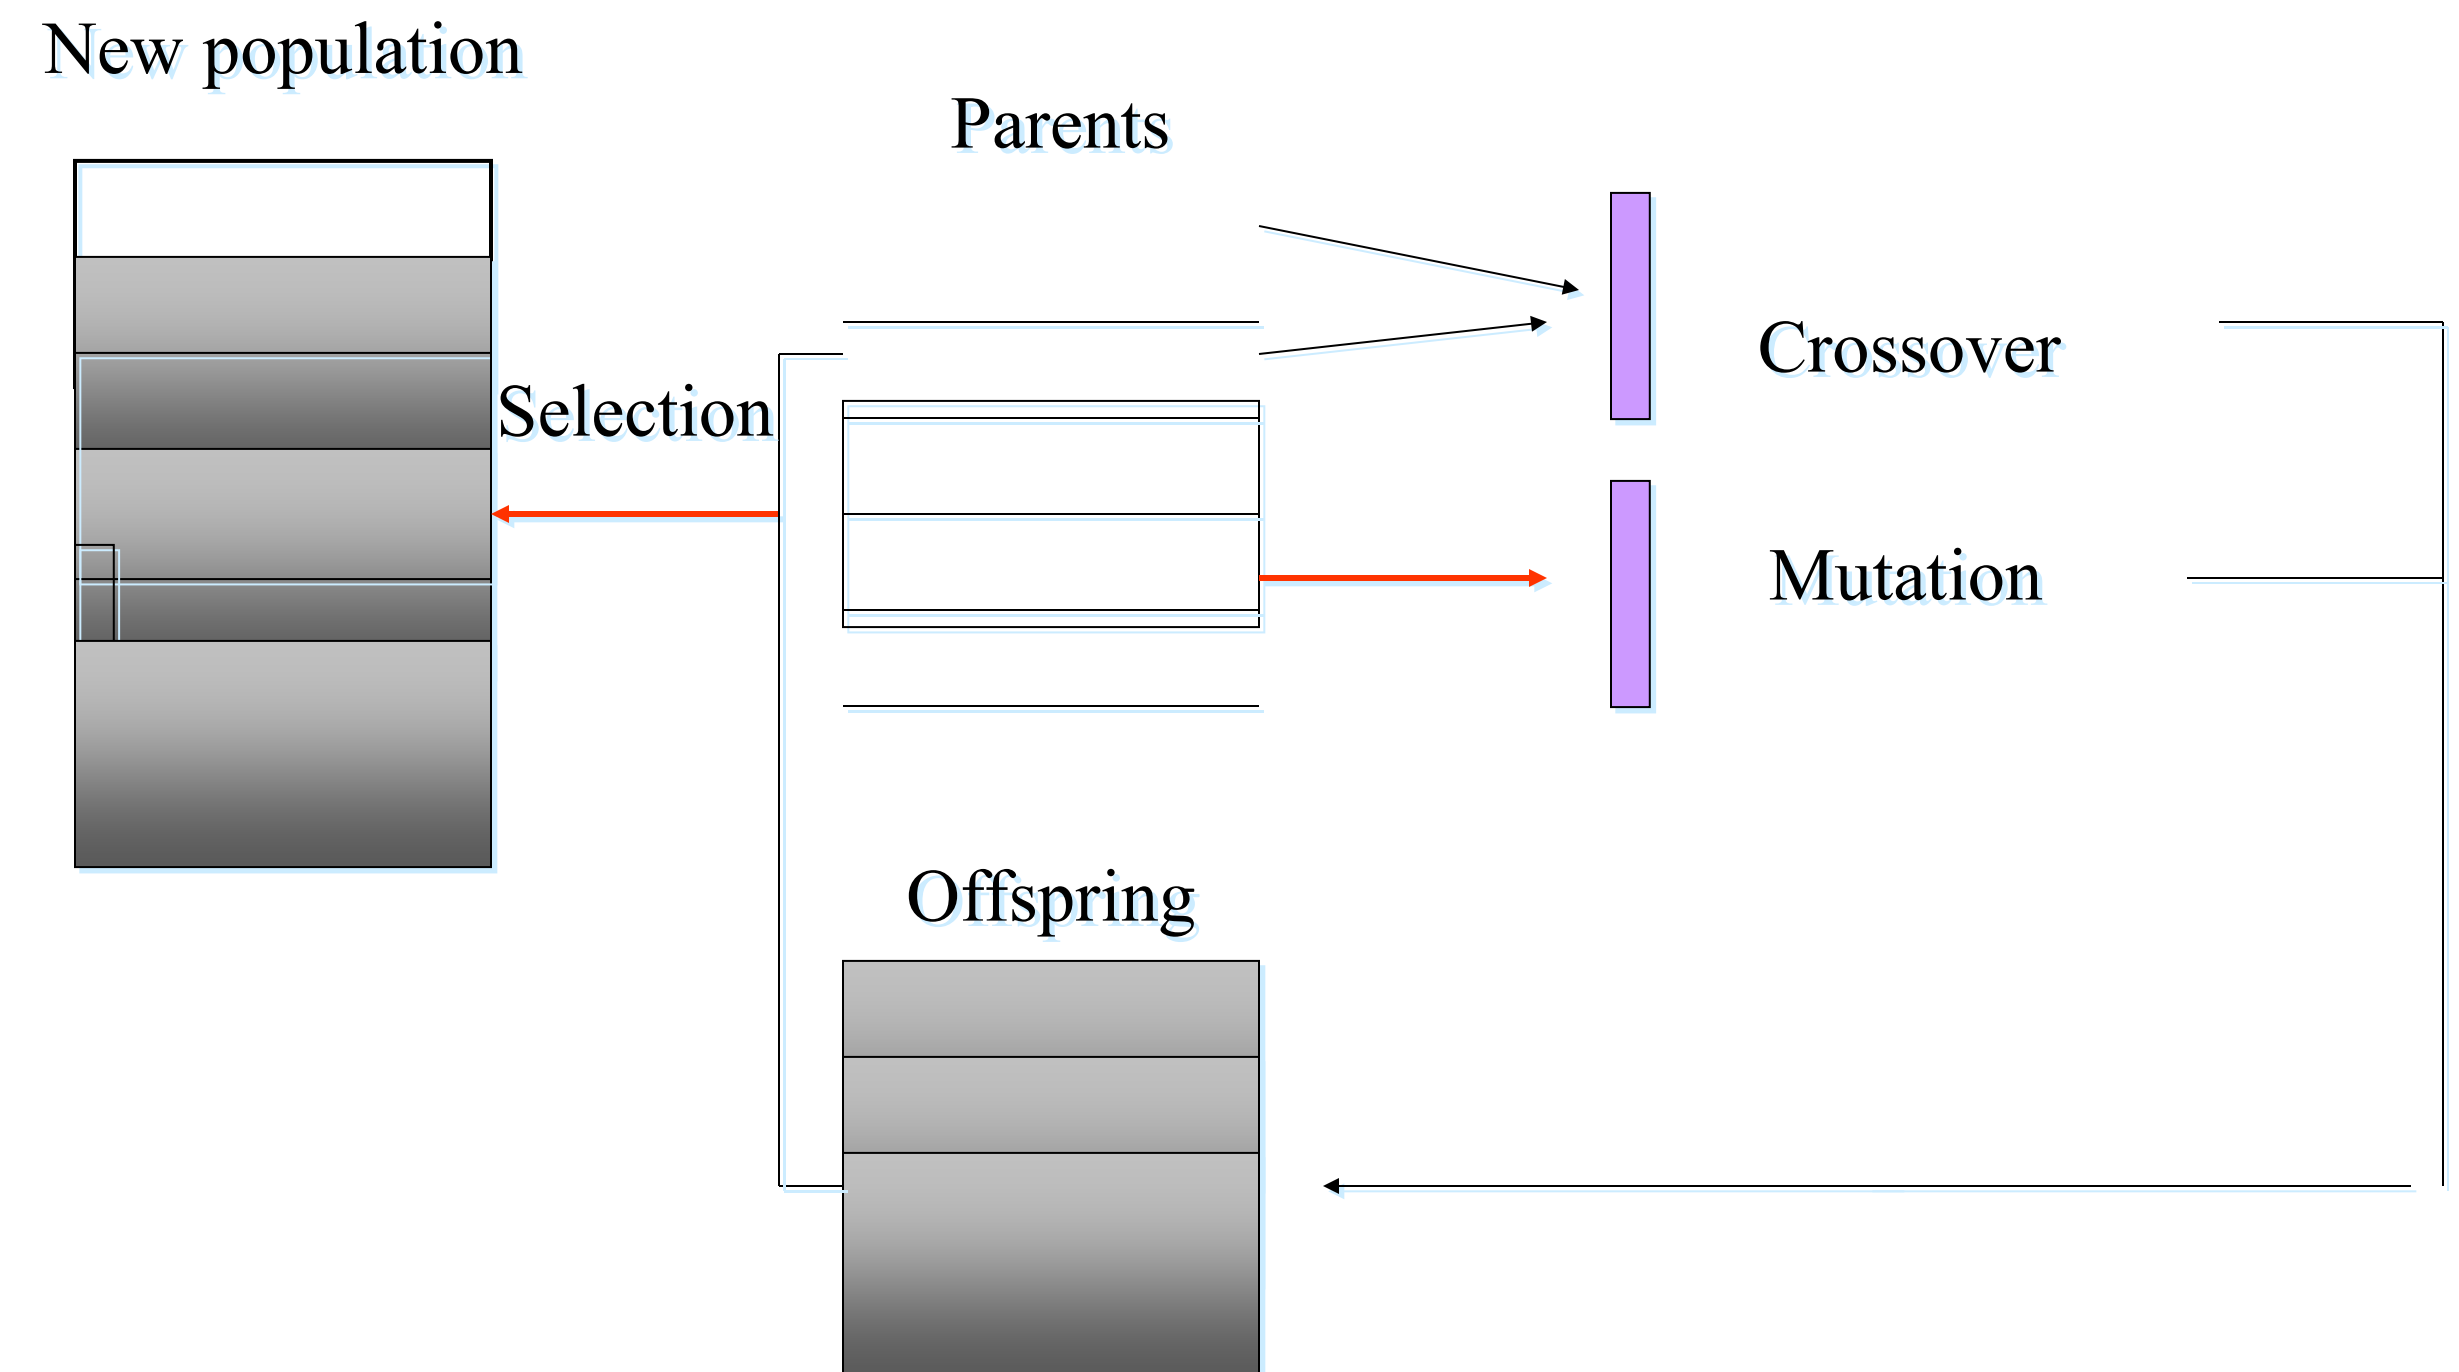 New population
Parents
Crossover
Selection
Mutation
Offspring